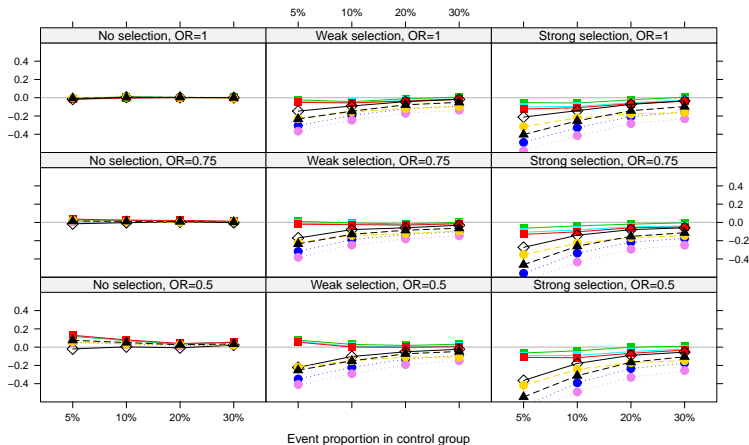 5% 10% 20% 30%
No selection, OR=1 Weak selection, OR=1 Strong selection, OR=1
0.4
0.2
0.0
−0.2
−0.4
No selection, OR=0.75 Weak selection, OR=0.75 Strong selection, OR=0.75
0.4
0.2
0.0
−0.2
−0.4
No selection, OR=0.5 Weak selection, OR=0.5 Strong selection, OR=0.5
0.4
0.2
0.0
−0.2
−0.4
5% 10% 20% 30% 5% 10% 20% 30%
Event proportion in control group